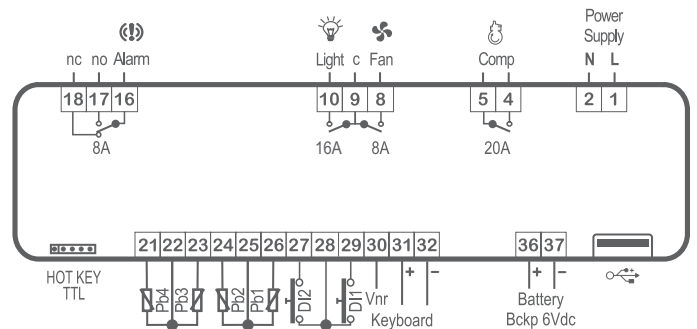 Power
Supply
nc no Alarm
Light c Fan
Comp
N L
18 17 16
10 9 8
5 4
2 1
8A
16A 8A
20A
21 22 23 24 25 26 27 28 29 30 31 32
36 37
HOT KEY
TTL
Pb4
Pb3
Pb2
Pb1
DI2
DI1
Vnr
+ −
Keyboard
+ −
Battery
Bckp 6Vdc